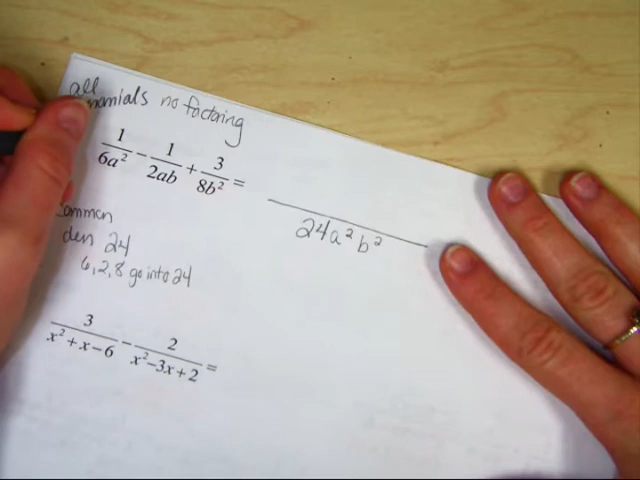 all
nomials no factoring
1/6a² − 1/2ab + 3/8b² =
24a²b²
common
den 24
6, 2, 8 go into 24
3/x² + x − 6 − 2/x² − 3x + 2 =